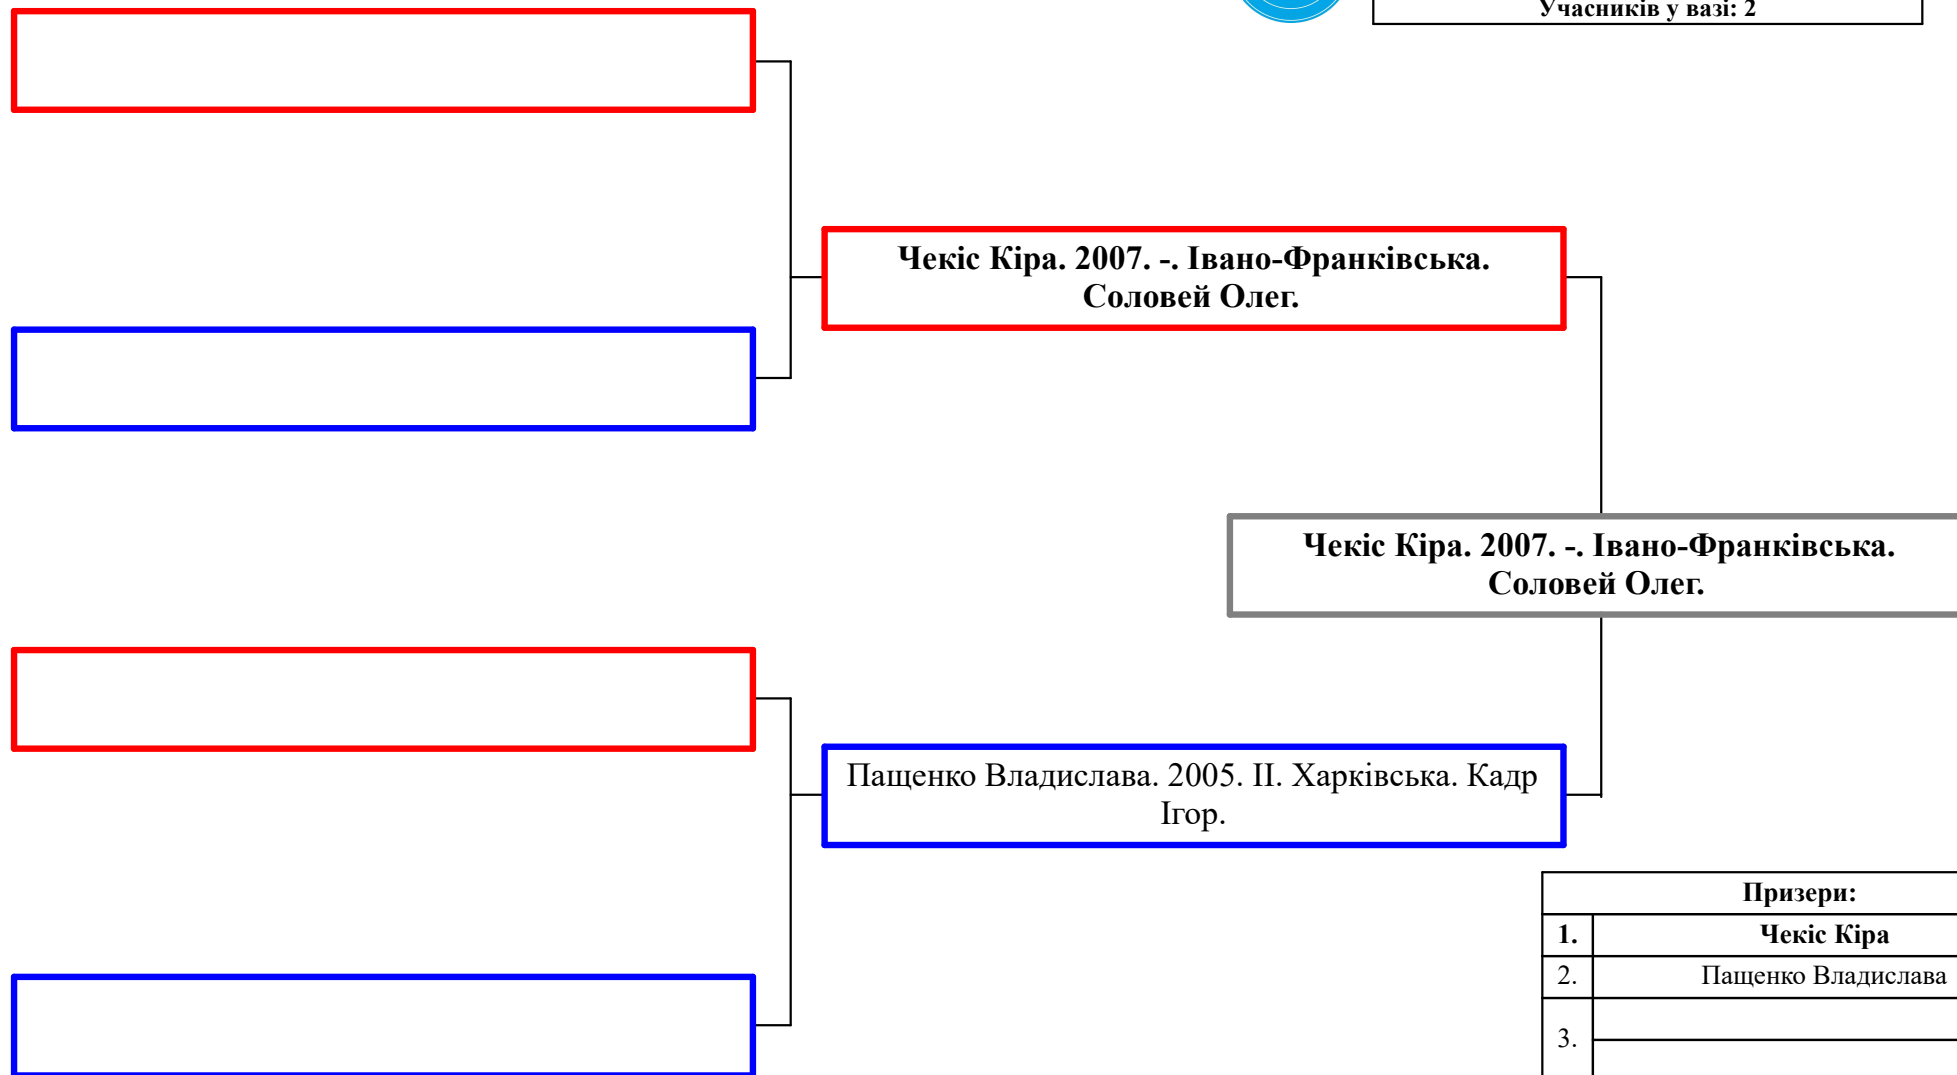 Учасників у вазі: 2
Чекіс Кіра. 2007. -. Івано-Франківська.
Соловей Олег.
Чекіс Кіра. 2007. -. Івано-Франківська.
Соловей Олег.
Пащенко Владислава. 2005. II. Харківська. Кадр
Ігор.
Призери:
1. Чекіс Кіра
2. Пащенко Владислава
3.